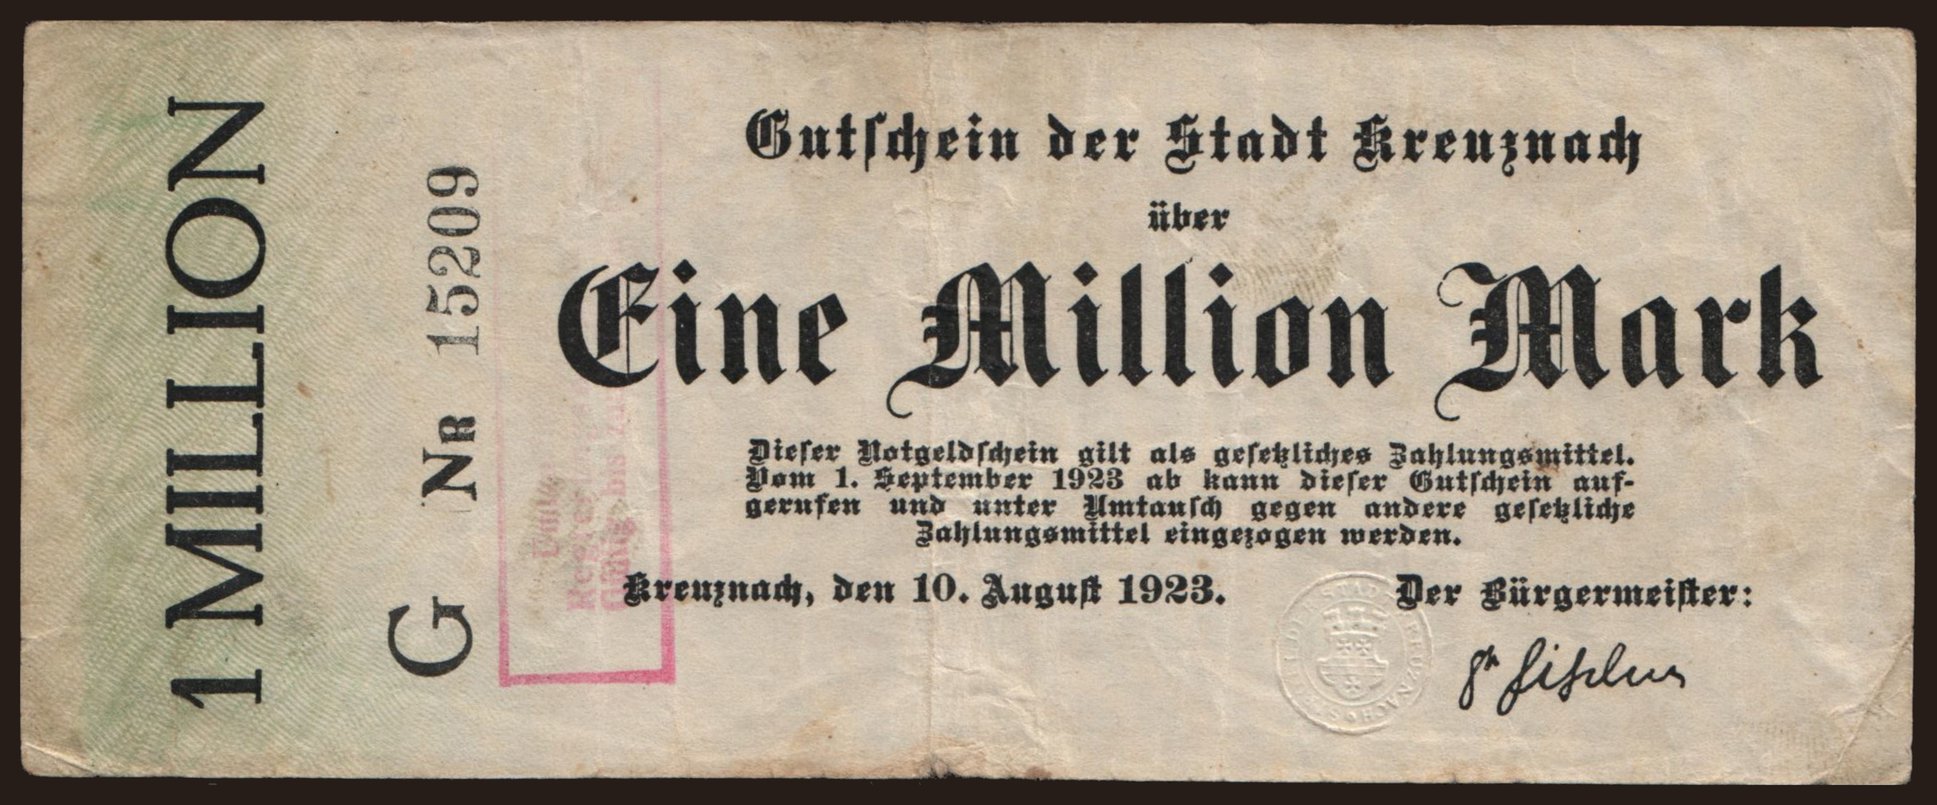 1 MILLION
G NR 15209
Gutſchein der Stadt Kreuznach
über
Eine Million Mark
Dieſer Notgeldſchein gilt als geſetzliches Zahlungsmittel.
Vom 1. September 1923 ab kann dieſer Gutſchein auf-
gerufen und unter Umtauſch gegen andere geſetzliche
Zahlungsmittel eingezogen werden.
Kreuznach, den 10. Auguſt 1923.
Der Bürgermeiſter:
Fischer